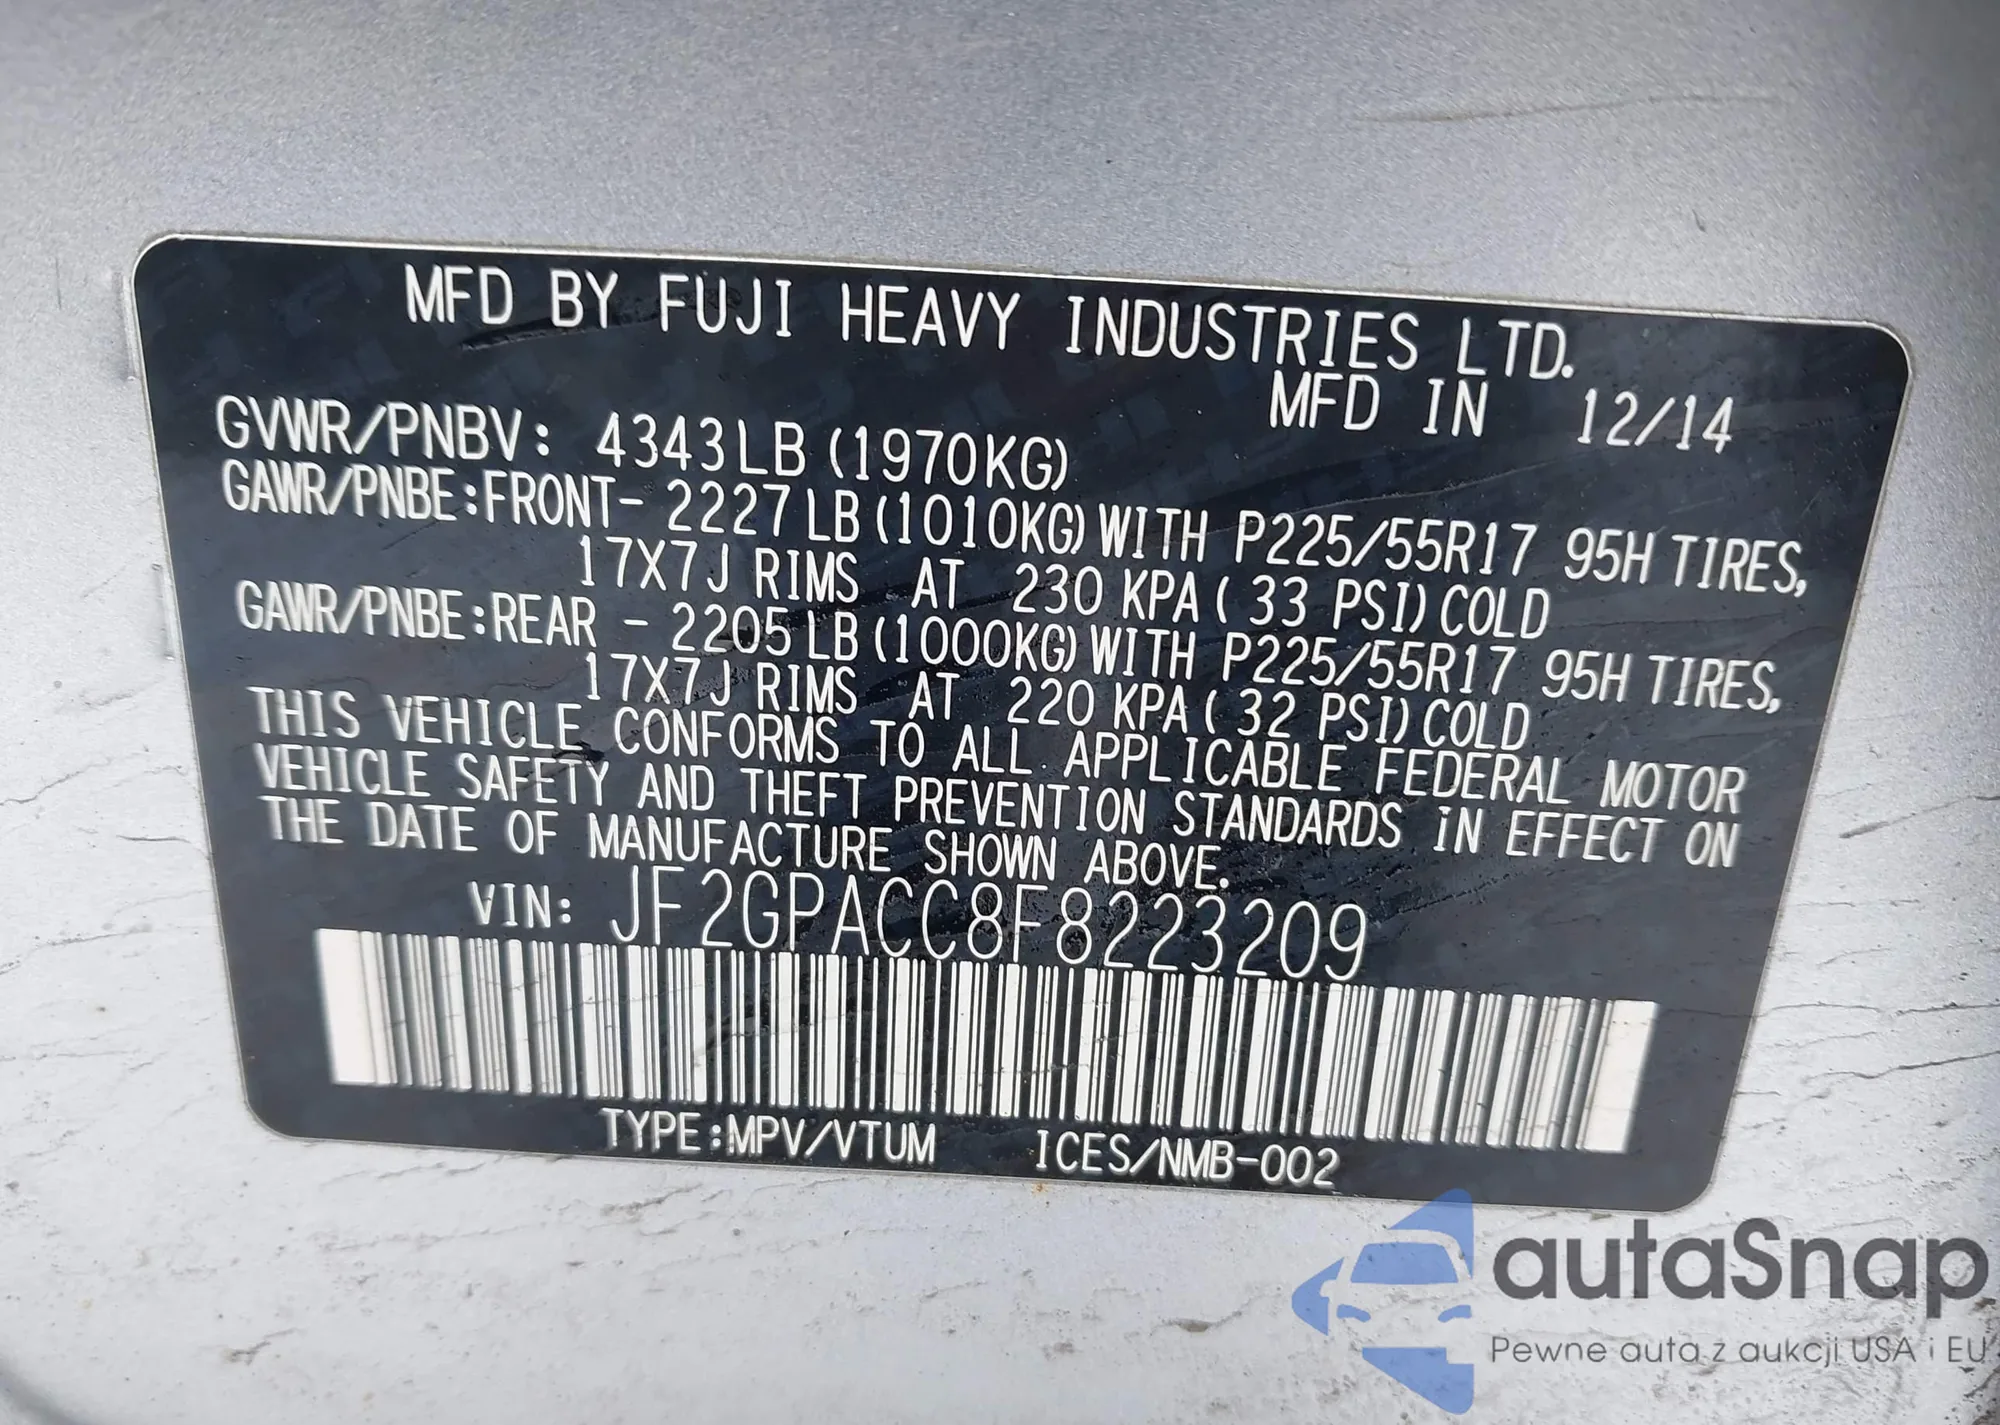 MFD BY FUJI HEAVY INDUSTRIES LTD.
MFD IN 12/14
GVWR/PNBV: 4343LB (1970KG)
GAWR/PNBE:FRONT- 2227LB(1010KG)WITH P225/55R17 95H TIRES,
17X7J RIMS AT 230 KPA( 33 PSI)COLD
GAWR/PNBE:REAR - 2205LB(1000KG)WITH P225/55R17 95H TIRES,
17X7J RIMS AT 220 KPA( 32 PSI)COLD
THIS VEHICLE CONFORMS TO ALL APPLICABLE FEDERAL MOTOR
VEHICLE SAFETY AND THEFT PREVENTION STANDARDS IN EFFECT ON
THE DATE OF MANUFACTURE SHOWN ABOVE.
VIN: JF2GPACC8F8223209
TYPE:MPV/VTUM ICES/NMB-002
autaSnap
Pewne auta z aukcji USA i EU